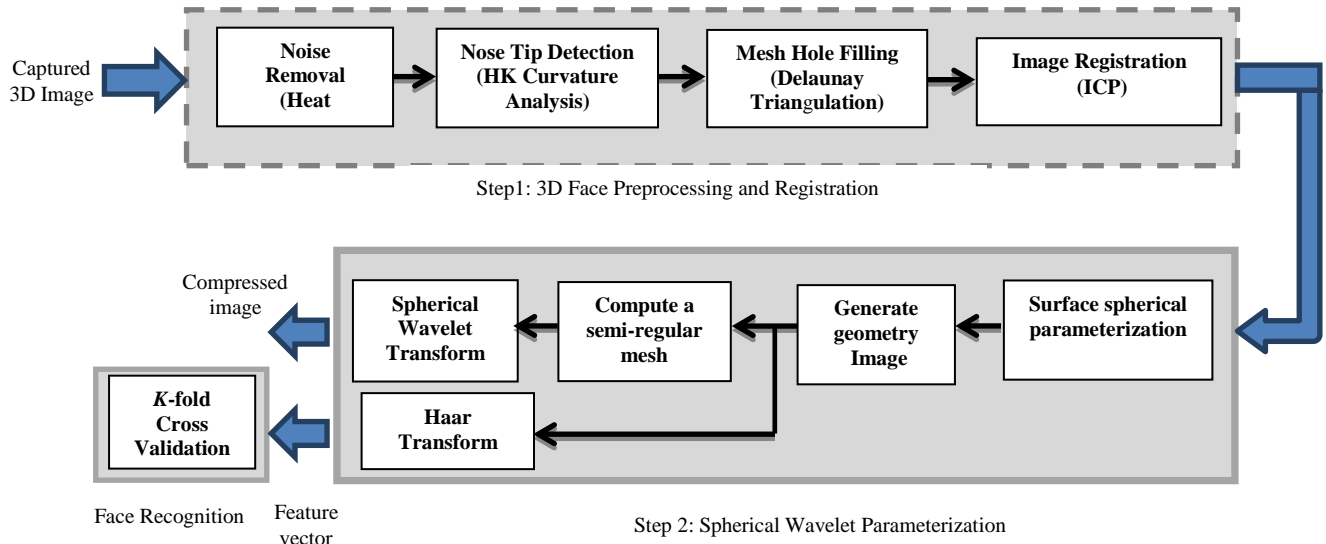 Captured
3D Image
Noise
Removal
(Heat
Nose Tip Detection
(HK Curvature
Analysis)
Mesh Hole Filling
(Delaunay
Triangulation)
Image Registration
(ICP)
Step1: 3D Face Preprocessing and Registration
Surface spherical
parameterization
Generate
geometry
Image
Compute a
semi-regular
mesh
Spherical
Wavelet
Transform
Haar
Transform
Compressed
image
K-fold
Cross
Validation
Face Recognition
Feature
vector
Step 2: Spherical Wavelet Parameterization